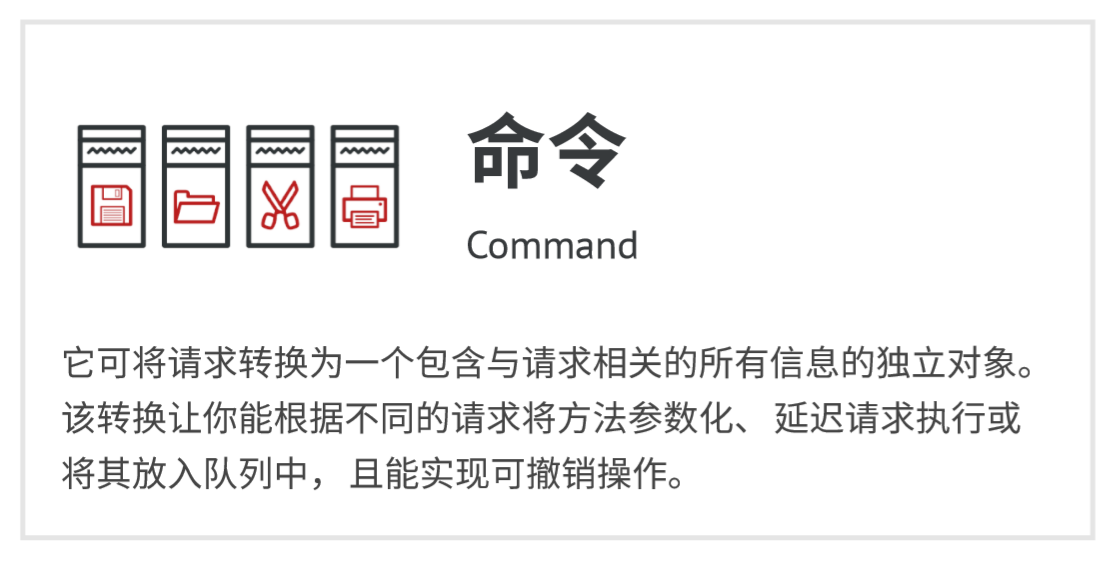 命令
Command
它可将请求转换为一个包含与请求相关的所有信息的独立对象。
该转换让你能根据不同的请求将方法参数化、 延迟请求执行或
将其放入队列中， 且能实现可撤销操作。